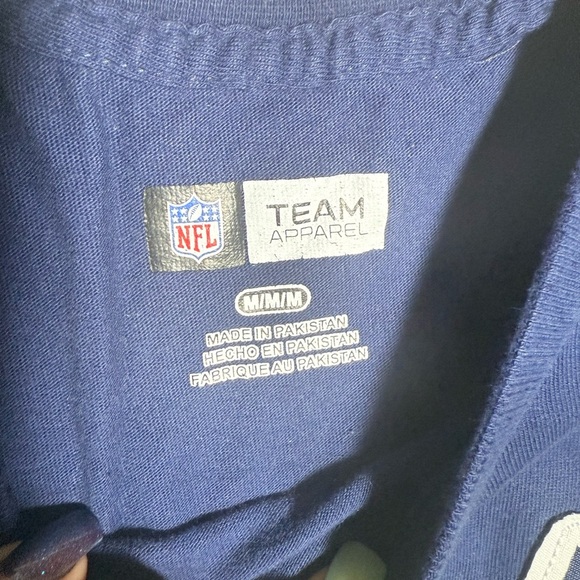 NFL
TEAM
APPAREL
M/M/M
MADE IN PAKISTAN
HECHO EN PAKISTAN
FABRIQUE AU PAKISTAN